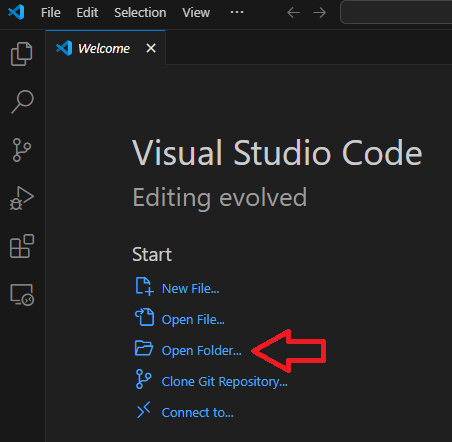 File Edit Selection ···
Welcome
Visual Studio Code
Editing evolved
Start
New File...
Open File...
Open Folder...
Clone Git Repository...
Connect to...